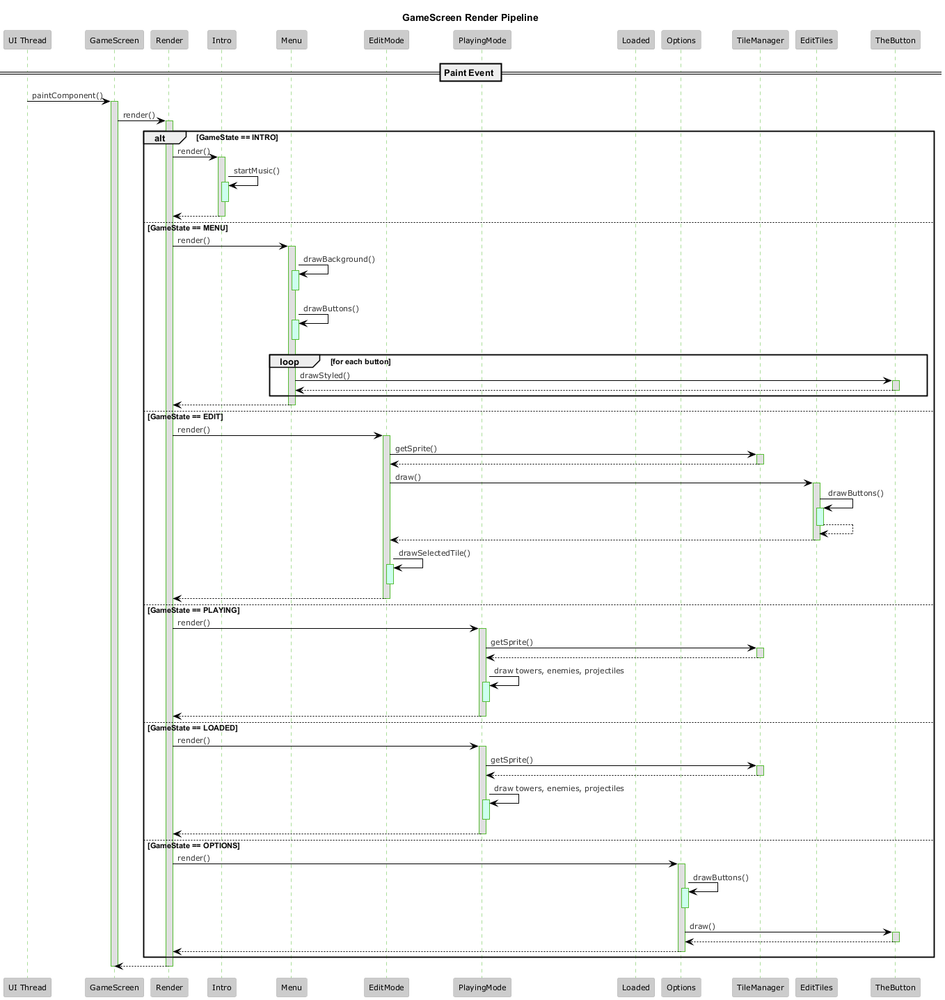 GameScreen Render Pipeline
UI Thread GameScreen Render Intro Menu EditMode PlayingMode Loaded Options TileManager EditTiles TheButton
Paint Event
paintComponent()
render()
alt [GameState == INTRO]
render()
startMusic()
[GameState == MENU]
render()
drawBackground()
drawButtons()
loop [for each button]
drawStyled()
[GameState == EDIT]
render()
getSprite()
draw()
drawButtons()
drawSelectedTile()
[GameState == PLAYING]
render()
getSprite()
draw towers, enemies, projectiles
[GameState == LOADED]
render()
getSprite()
draw towers, enemies, projectiles
[GameState == OPTIONS]
render()
drawButtons()
draw()
UI Thread GameScreen Render Intro Menu EditMode PlayingMode Loaded Options TileManager EditTiles TheButton